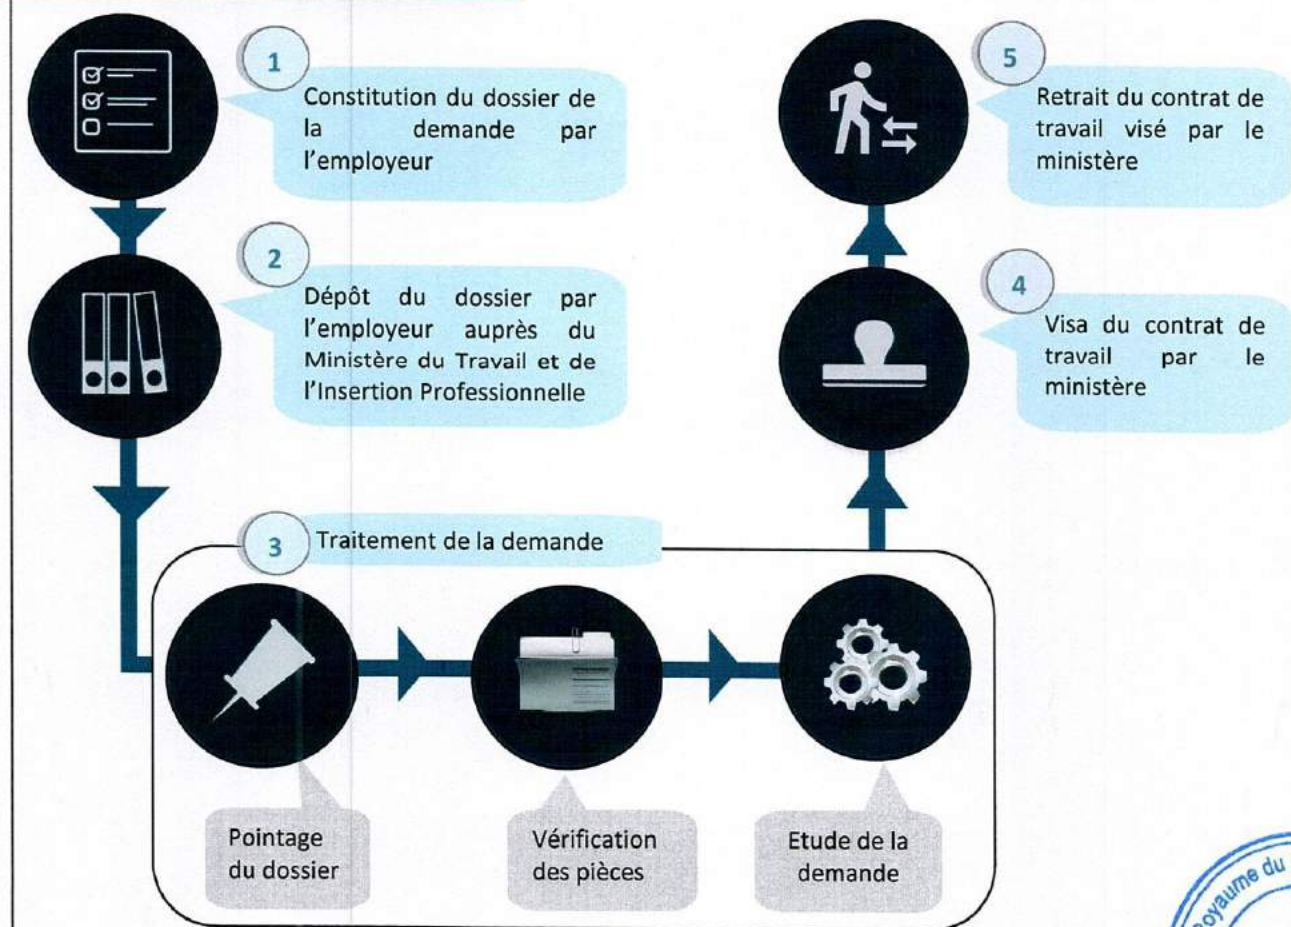 1
Constitution du dossier de
la demande par
l'employeur
2
Dépôt du dossier par
l'employeur auprès du
Ministère du Travail et de
l'Insertion Professionnelle
3
Traitement de la demande
Pointage
du dossier
Vérification
des pièces
Etude de la
demande
4
Visa du contrat de
travail par le
ministère
5
Retrait du contrat de
travail visé par le
ministère
Royaume du